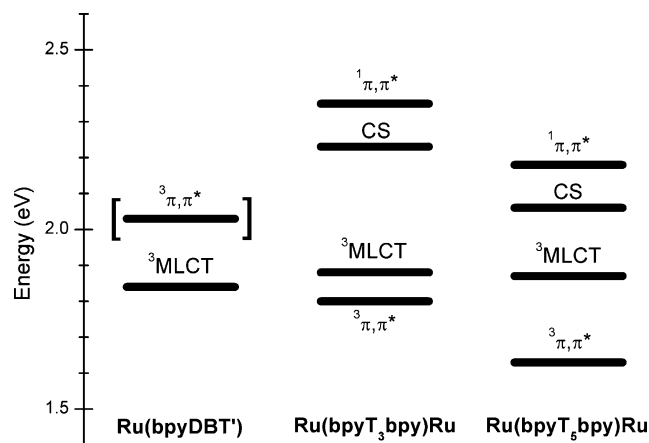 Energy (eV)
2.5
2.0
1.5
[ ³π,π* ]
³MLCT
Ru(bpyDBT')
¹π,π*
CS
³MLCT
³π,π*
Ru(bpyT₃bpy)Ru
¹π,π*
CS
³MLCT
³π,π*
Ru(bpyT₅bpy)Ru